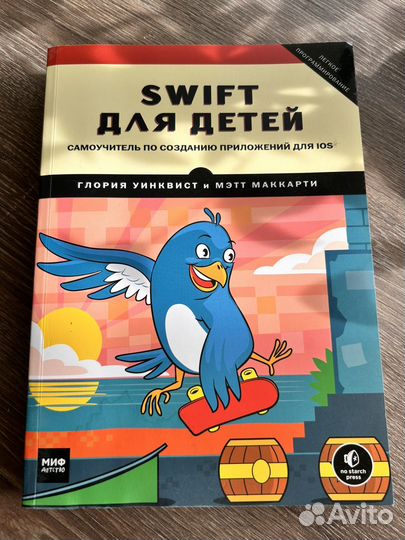 ЛЕГКОЕ
ПРОГРАММИРОВАНИЕ
SWIFT
ДЛЯ ДЕТЕЙ
САМОУЧИТЕЛЬ ПО СОЗДАНИЮ ПРИЛОЖЕНИЙ ДЛЯ IOS
ГЛОРИЯ УИНКВИСТ И МЭТТ МАККАРТИ
МИФ
ДЕТСТВО
no starch
press
Avito